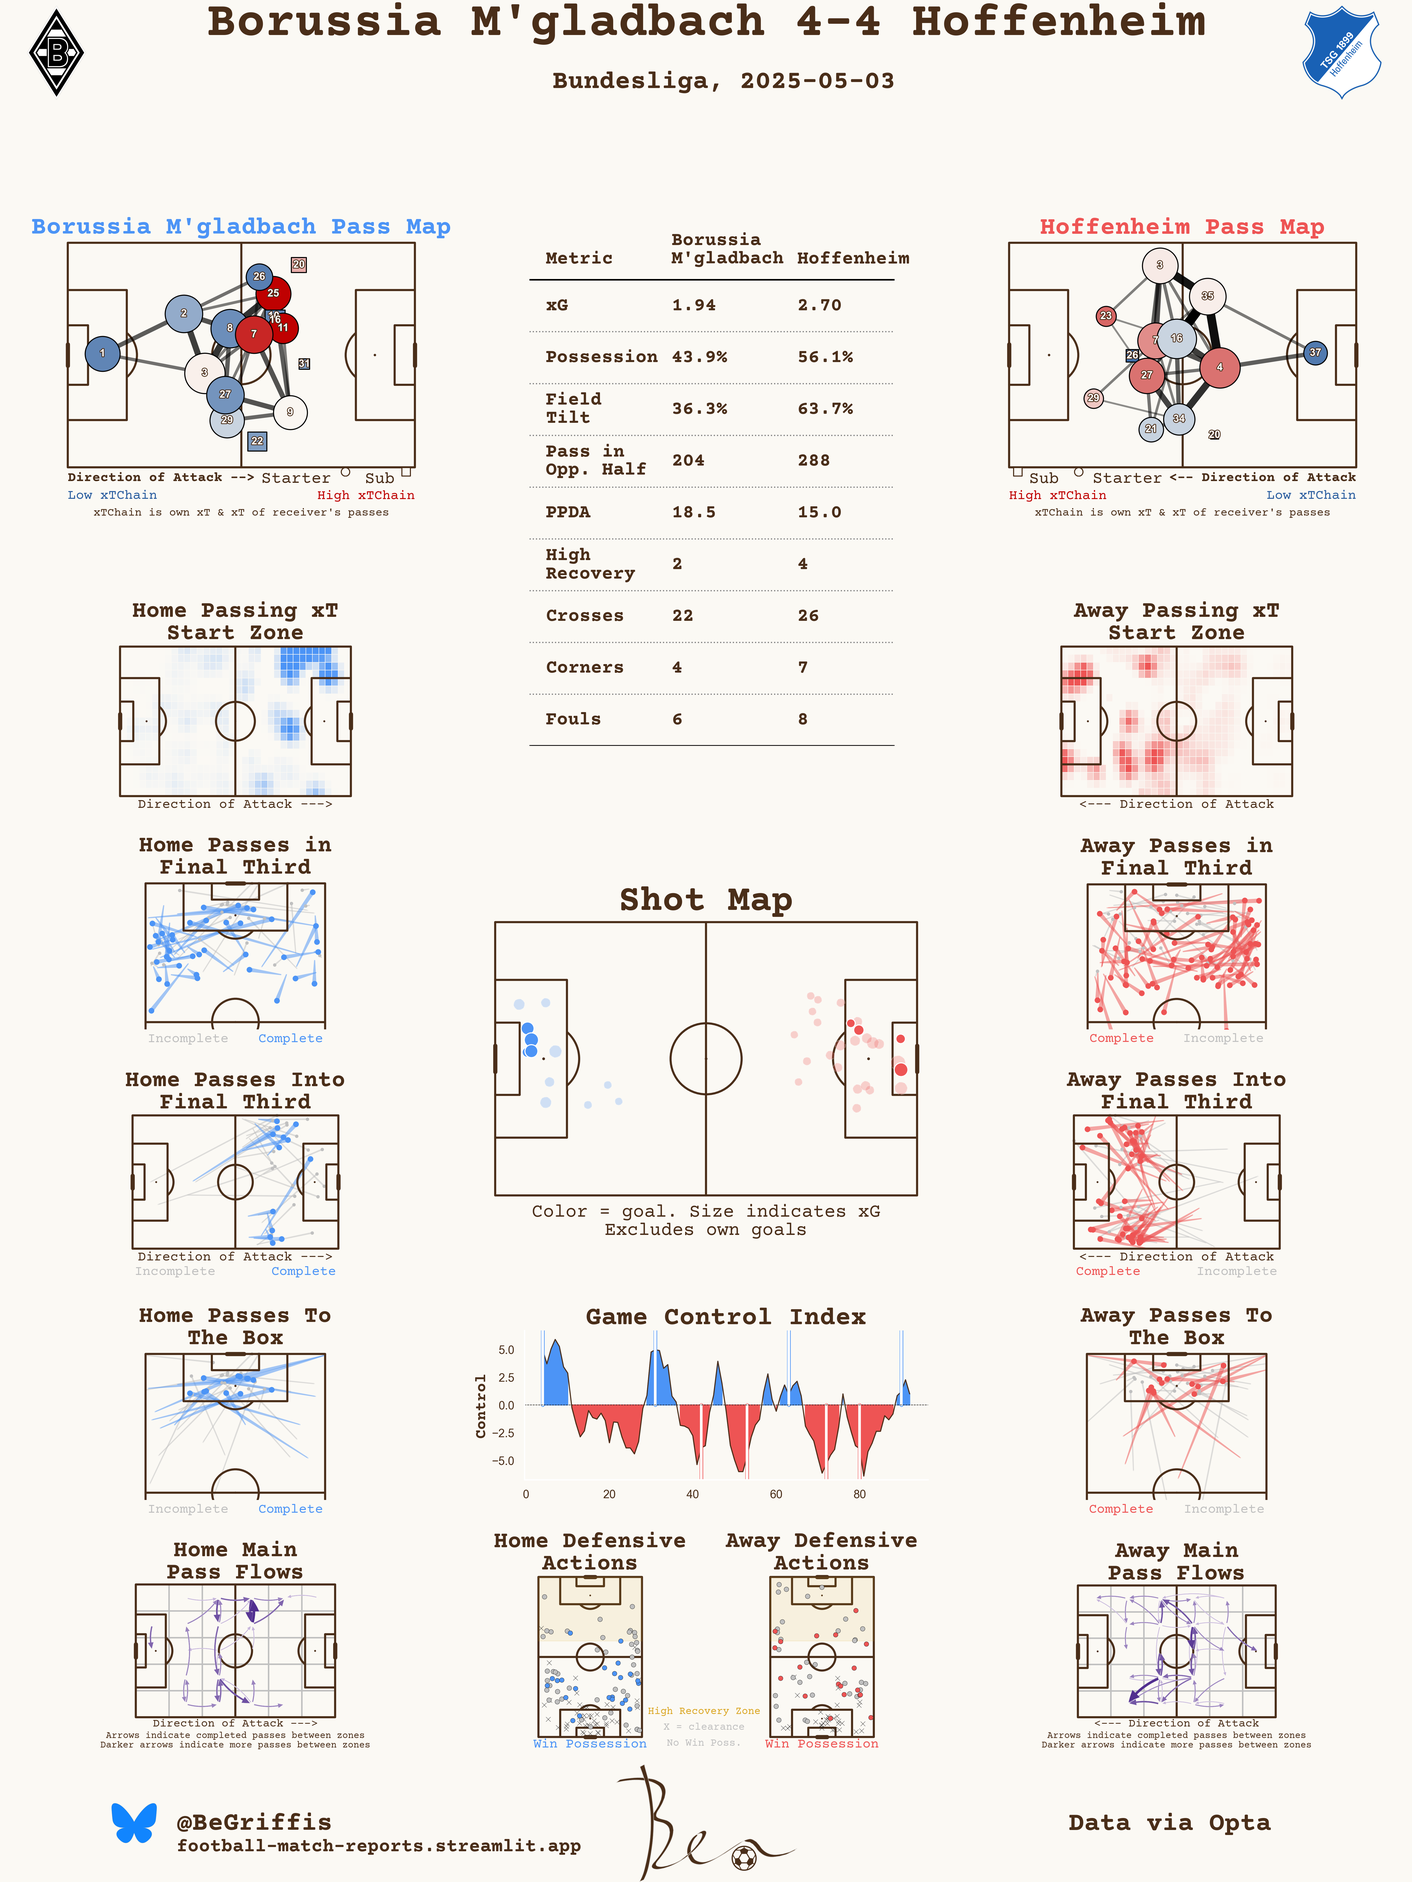 Borussia M'gladbach 4-4 Hoffenheim
Bundesliga, 2025-05-03
B
TSG 1899
Hoffenheim
Borussia M'gladbach Pass Map
1
2
3
8
26
20
25
16
11
7
31
27
29
9
22
Direction of Attack --> Starter Sub
Low xTChain High xTChain
xTChain is own xT & xT of receiver's passes
Metric Borussia M'gladbach Hoffenheim
xG 1.94 2.70
Possession 43.9% 56.1%
Field Tilt 36.3% 63.7%
Pass in Opp. Half 204 288
PPDA 18.5 15.0
High Recovery 2 4
Crosses 22 26
Corners 4 7
Fouls 6 8
Hoffenheim Pass Map
3
35
23
7
16
26
37
27
4
29
34
21
20
Sub Starter <-- Direction of Attack
High xTChain Low xTChain
xTChain is own xT & xT of receiver's passes
Home Passing xT
Start Zone
Direction of Attack --->
Away Passing xT
Start Zone
<--- Direction of Attack
Home Passes in
Final Third
Incomplete Complete
Away Passes in
Final Third
Complete Incomplete
Shot Map
Color = goal. Size indicates xG
Excludes own goals
Home Passes Into
Final Third
Direction of Attack --->
Incomplete Complete
Away Passes Into
Final Third
<--- Direction of Attack
Complete Incomplete
Home Passes To
The Box
Incomplete Complete
Game Control Index
Control
5.0
2.5
0.0
−2.5
−5.0
0 20 40 60 80
Away Passes To
The Box
Complete Incomplete
Home Main
Pass Flows
Direction of Attack --->
Arrows indicate completed passes between zones
Darker arrows indicate more passes between zones
Home Defensive
Actions
Win Possession
High Recovery Zone
X = clearance
No Win Poss.
Away Defensive
Actions
Win Possession
Away Main
Pass Flows
<--- Direction of Attack
Arrows indicate completed passes between zones
Darker arrows indicate more passes between zones
@BeGriffis
football-match-reports.streamlit.app
Ben
Data via Opta